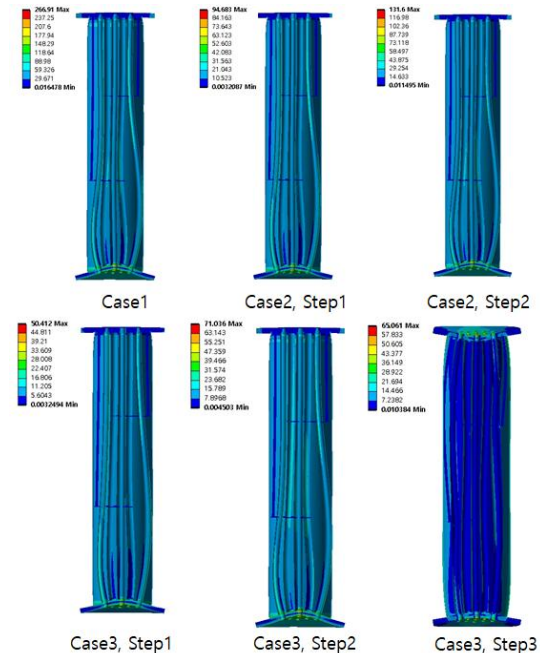 266.91 Max
237.25
207.6
177.94
148.29
118.64
88.98
59.326
29.671
0.016478 Min
Case1
94.681 Max
84.163
73.643
63.123
52.603
42.083
31.563
21.043
10.523
0.0032087 Min
Case2, Step1
131.6 Max
116.98
102.36
87.739
73.118
58.497
43.875
29.254
14.633
0.011495 Min
Case2, Step2
50.412 Max
44.811
39.21
33.609
28.008
22.407
16.806
11.205
5.6043
0.0032494 Min
Case3, Step1
71.036 Max
63.143
55.251
47.359
39.466
31.574
23.682
15.789
7.8968
0.004503 Min
Case3, Step2
65.061 Max
57.833
50.605
43.377
36.149
28.922
21.694
14.466
7.2382
0.010384 Min
Case3, Step3